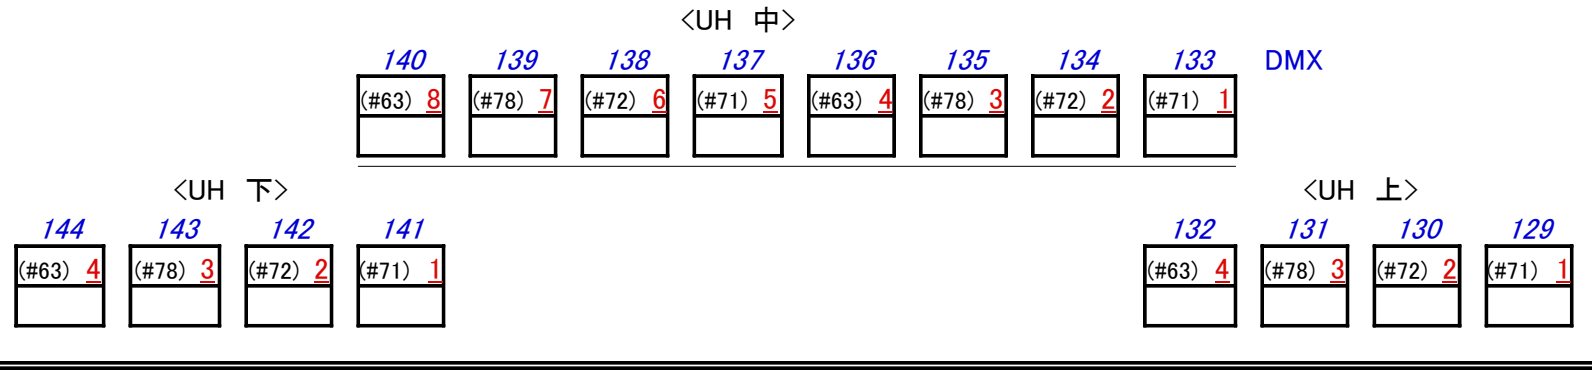 <UH 中>
140 139 138 137 136 135 134 133 DMX
(#63) 8 (#78) 7 (#72) 6 (#71) 5 (#63) 4 (#78) 3 (#72) 2 (#71) 1
<UH 下> <UH 上>
144 143 142 141 132 131 130 129
(#63) 4 (#78) 3 (#72) 2 (#71) 1 (#63) 4 (#78) 3 (#72) 2 (#71) 1